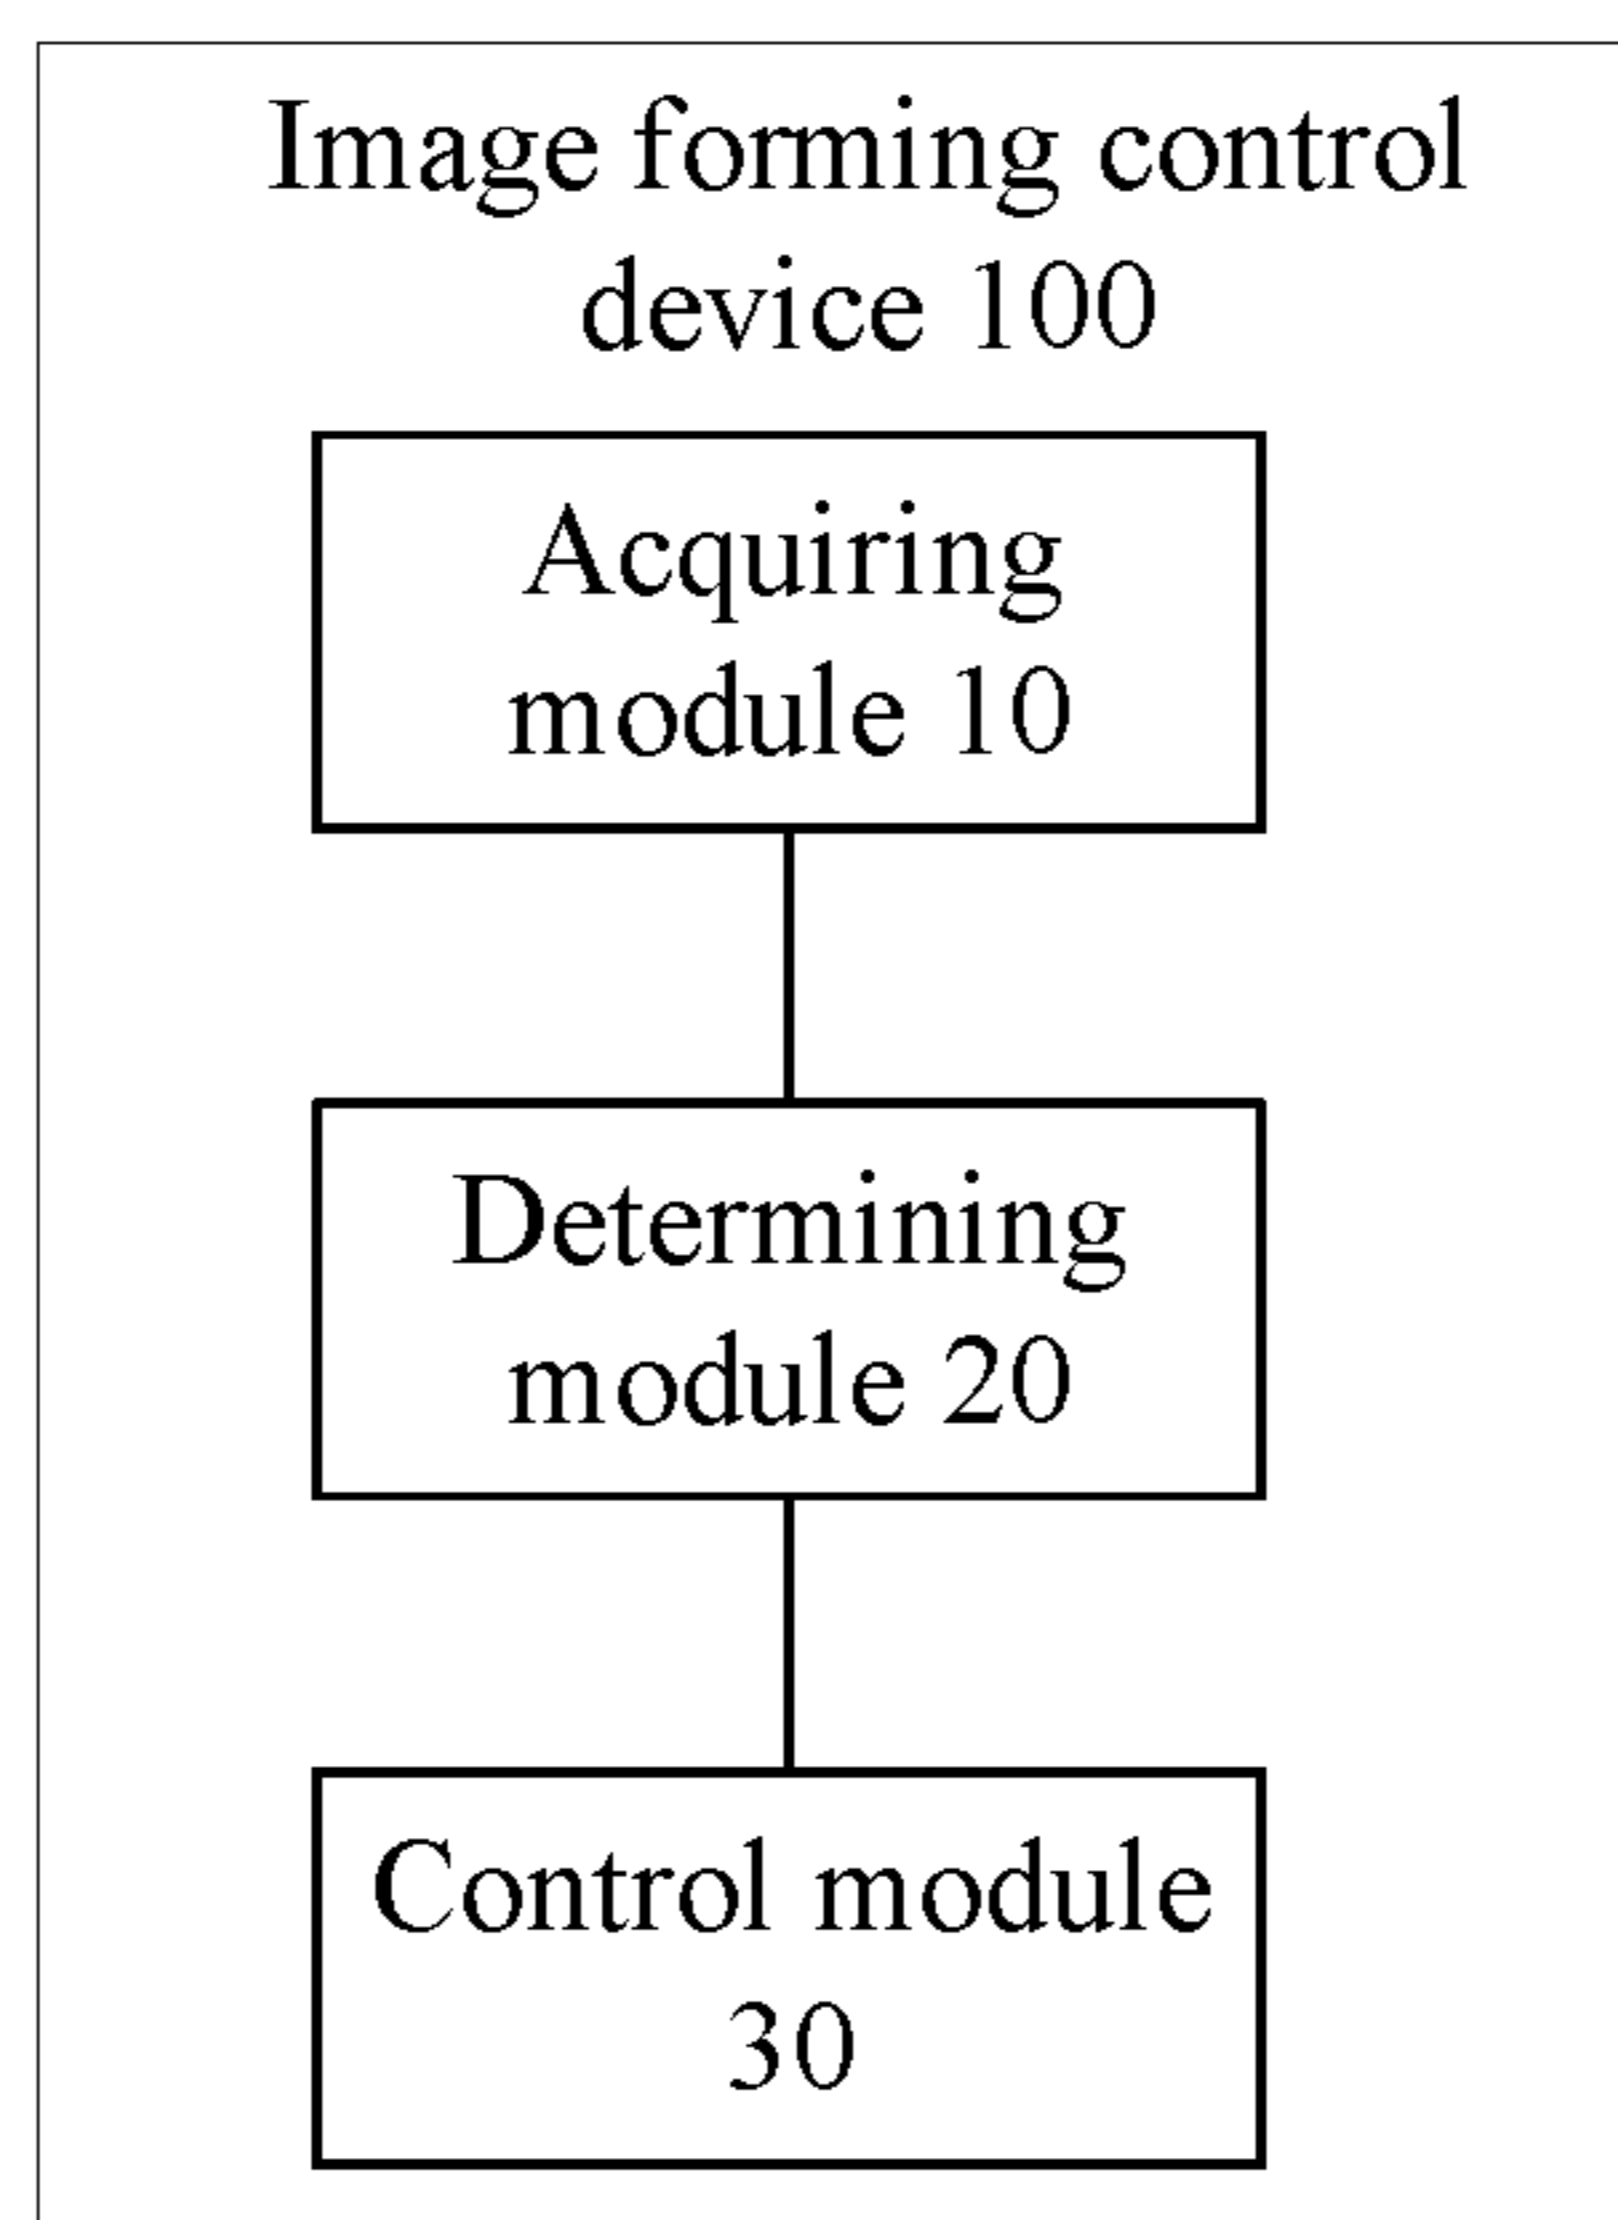 Image forming control
device 100
Acquiring
module 10
Determining
module 20
Control module
30